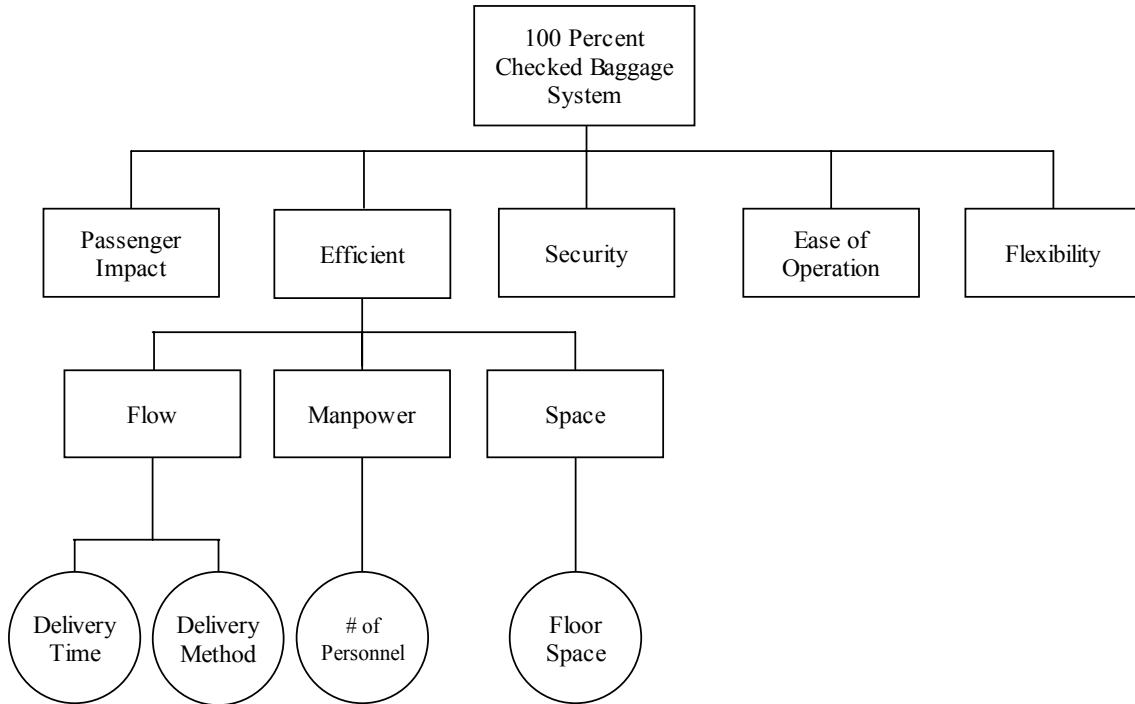 100 Percent
Checked Baggage
System
Passenger
Impact
Efficient
Security
Ease of
Operation
Flexibility
Flow
Manpower
Space
Delivery
Time
Delivery
Method
# of
Personnel
Floor
Space